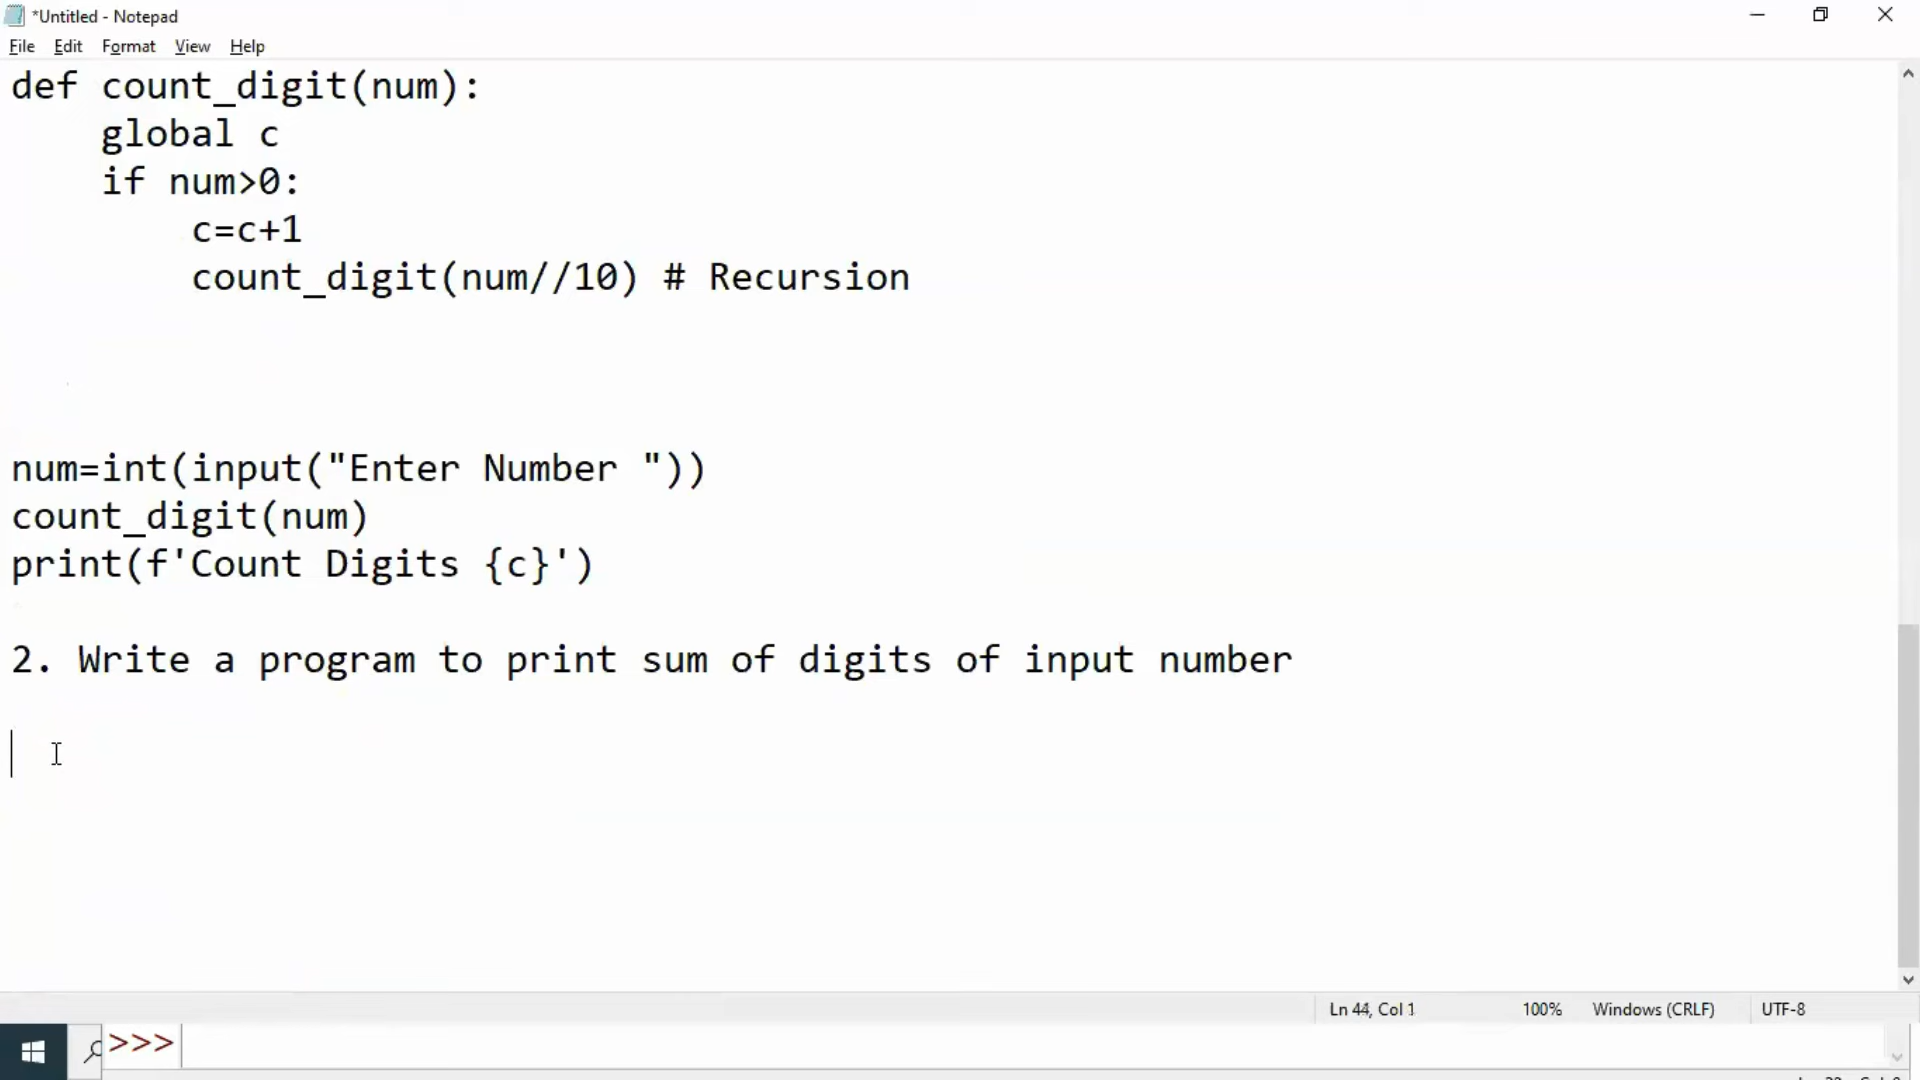 *Untitled - Notepad
File Edit Format View Help
def count_digit(num):
    global c
    if num>0:
        c=c+1
        count_digit(num//10) # Recursion
num=int(input("Enter Number "))
count_digit(num)
print(f'Count Digits {c}')
2. Write a program to print sum of digits of input number
Ln 44, Col 1 100% Windows (CRLF) UTF-8
>>>